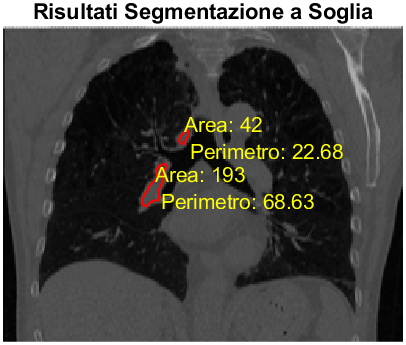 Risultati Segmentazione a Soglia
Area: 42
Perimetro: 22.68
Area: 193
Perimetro: 68.63